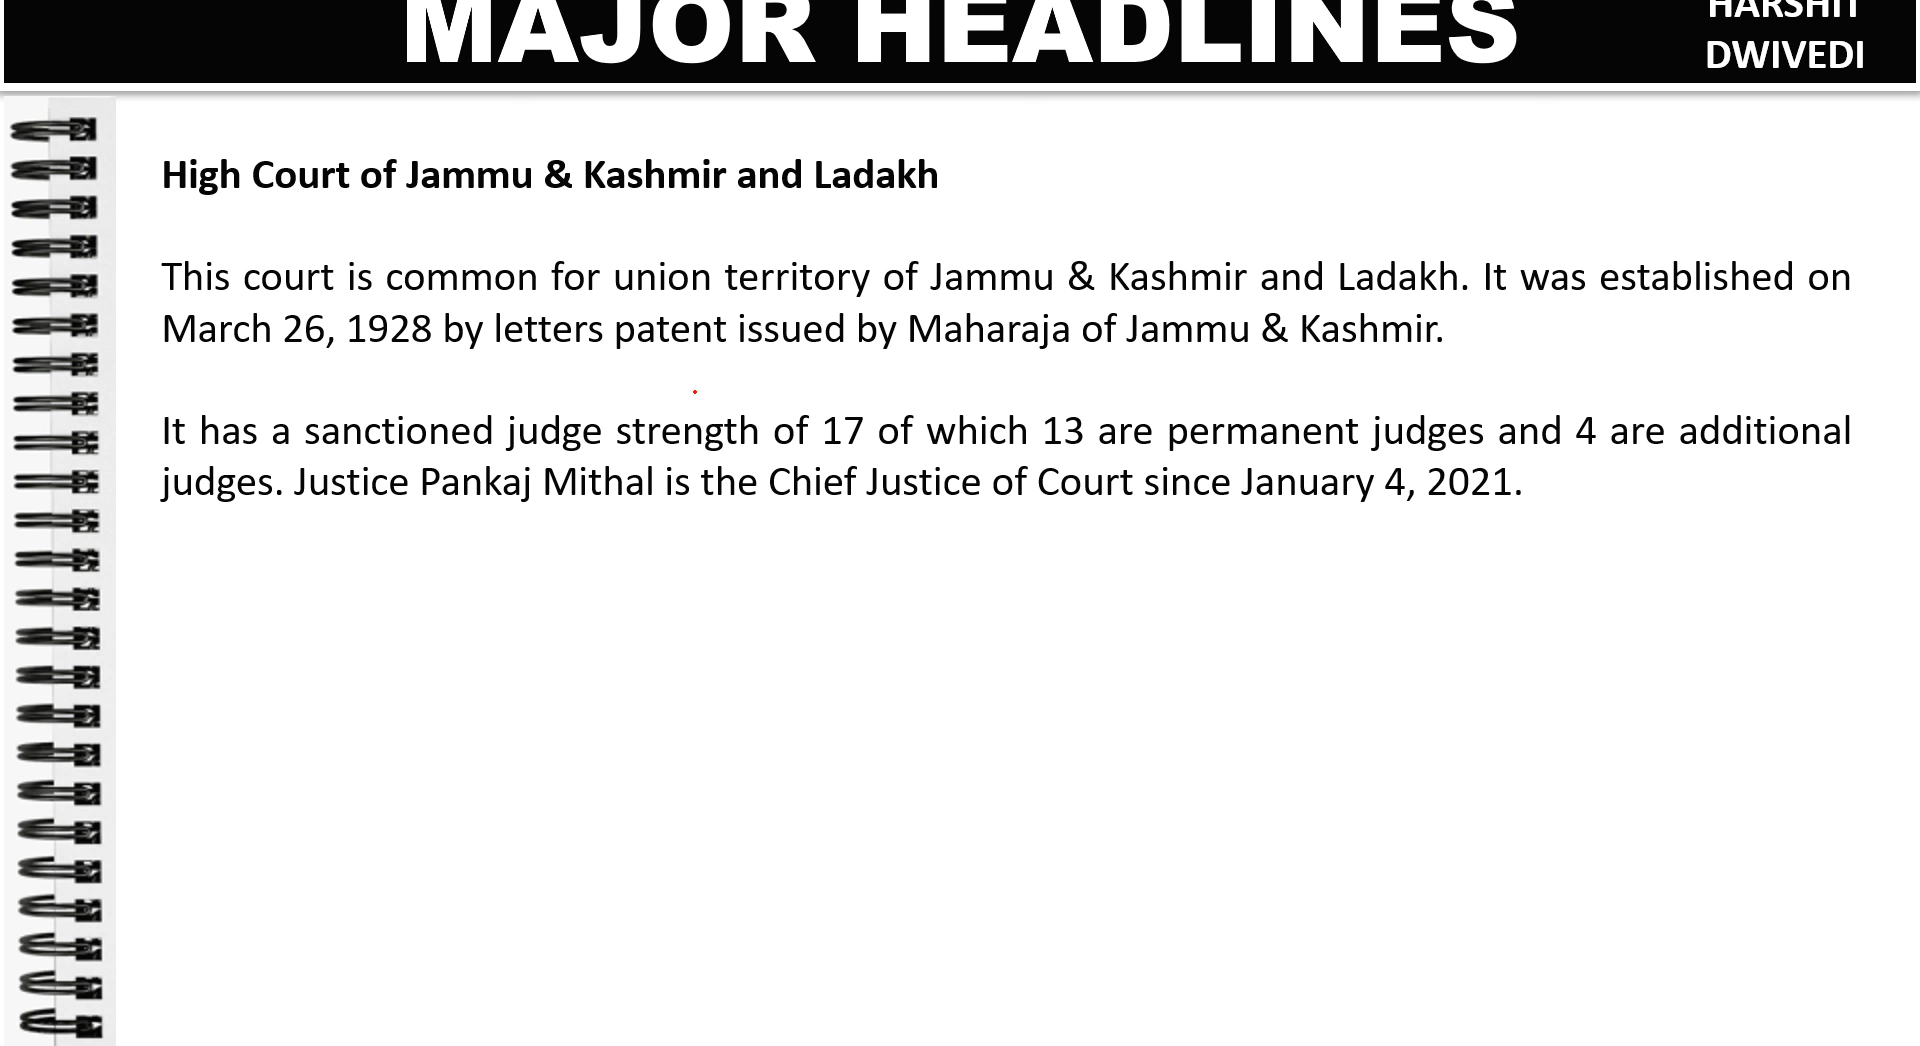 MAJOR HEADLINES
HARSHIT
DWIVEDI
High Court of Jammu & Kashmir and Ladakh
This court is common for union territory of Jammu & Kashmir and Ladakh. It was established on
March 26, 1928 by letters patent issued by Maharaja of Jammu & Kashmir.
It has a sanctioned judge strength of 17 of which 13 are permanent judges and 4 are additional
judges. Justice Pankaj Mithal is the Chief Justice of Court since January 4, 2021.